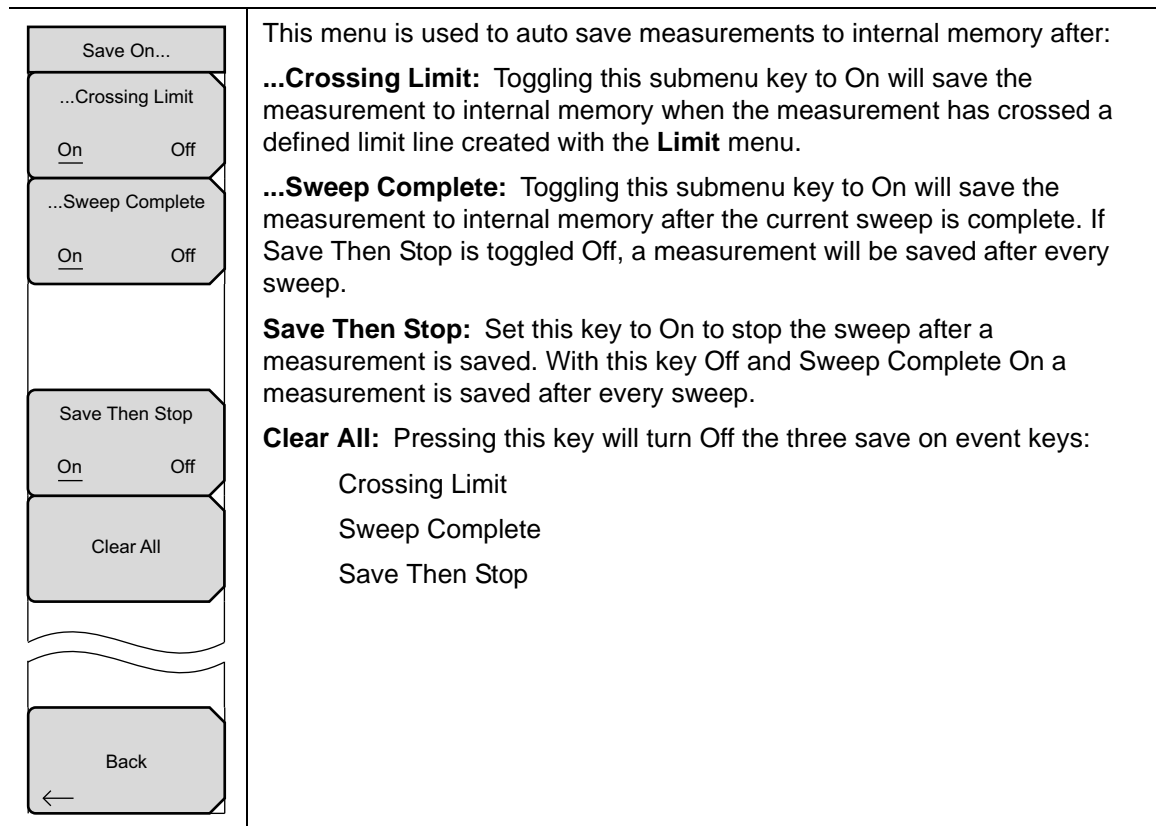 Save On...
...Crossing Limit
On Off
...Sweep Complete
On Off
Save Then Stop
On Off
Clear All
Back
This menu is used to auto save measurements to internal memory after:
...Crossing Limit: Toggling this submenu key to On will save the
measurement to internal memory when the measurement has crossed a
defined limit line created with the Limit menu.
...Sweep Complete: Toggling this submenu key to On will save the
measurement to internal memory after the current sweep is complete. If
Save Then Stop is toggled Off, a measurement will be saved after every
sweep.
Save Then Stop: Set this key to On to stop the sweep after a
measurement is saved. With this key Off and Sweep Complete On a
measurement is saved after every sweep.
Clear All: Pressing this key will turn Off the three save on event keys:
Crossing Limit
Sweep Complete
Save Then Stop